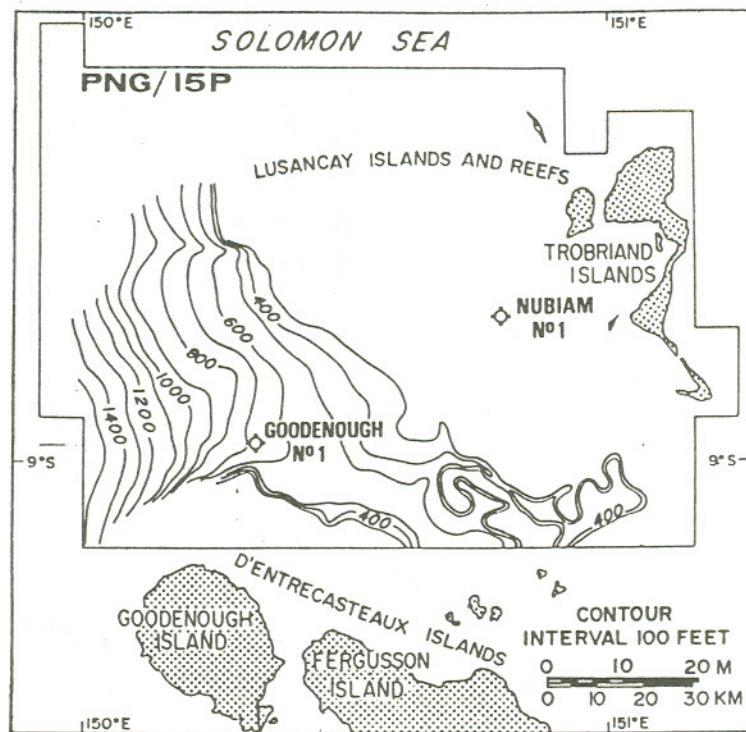 150°E
151°E
SOLOMON SEA
PNG/15P
LUSANCAY ISLANDS AND REEFS
TROBRIAND
ISLANDS
NUBIAM
Nº1
400
600
800
1000
1200
1400
GOODENOUGH
Nº1
9°S
9°S
400
400
D'ENTRECASTEAUX ISLANDS
GOODENOUGH
ISLAND
FERGUSSON
ISLAND
CONTOUR
INTERVAL 100 FEET
0 10 20 M
0 10 20 30 KM
150°E
151°E